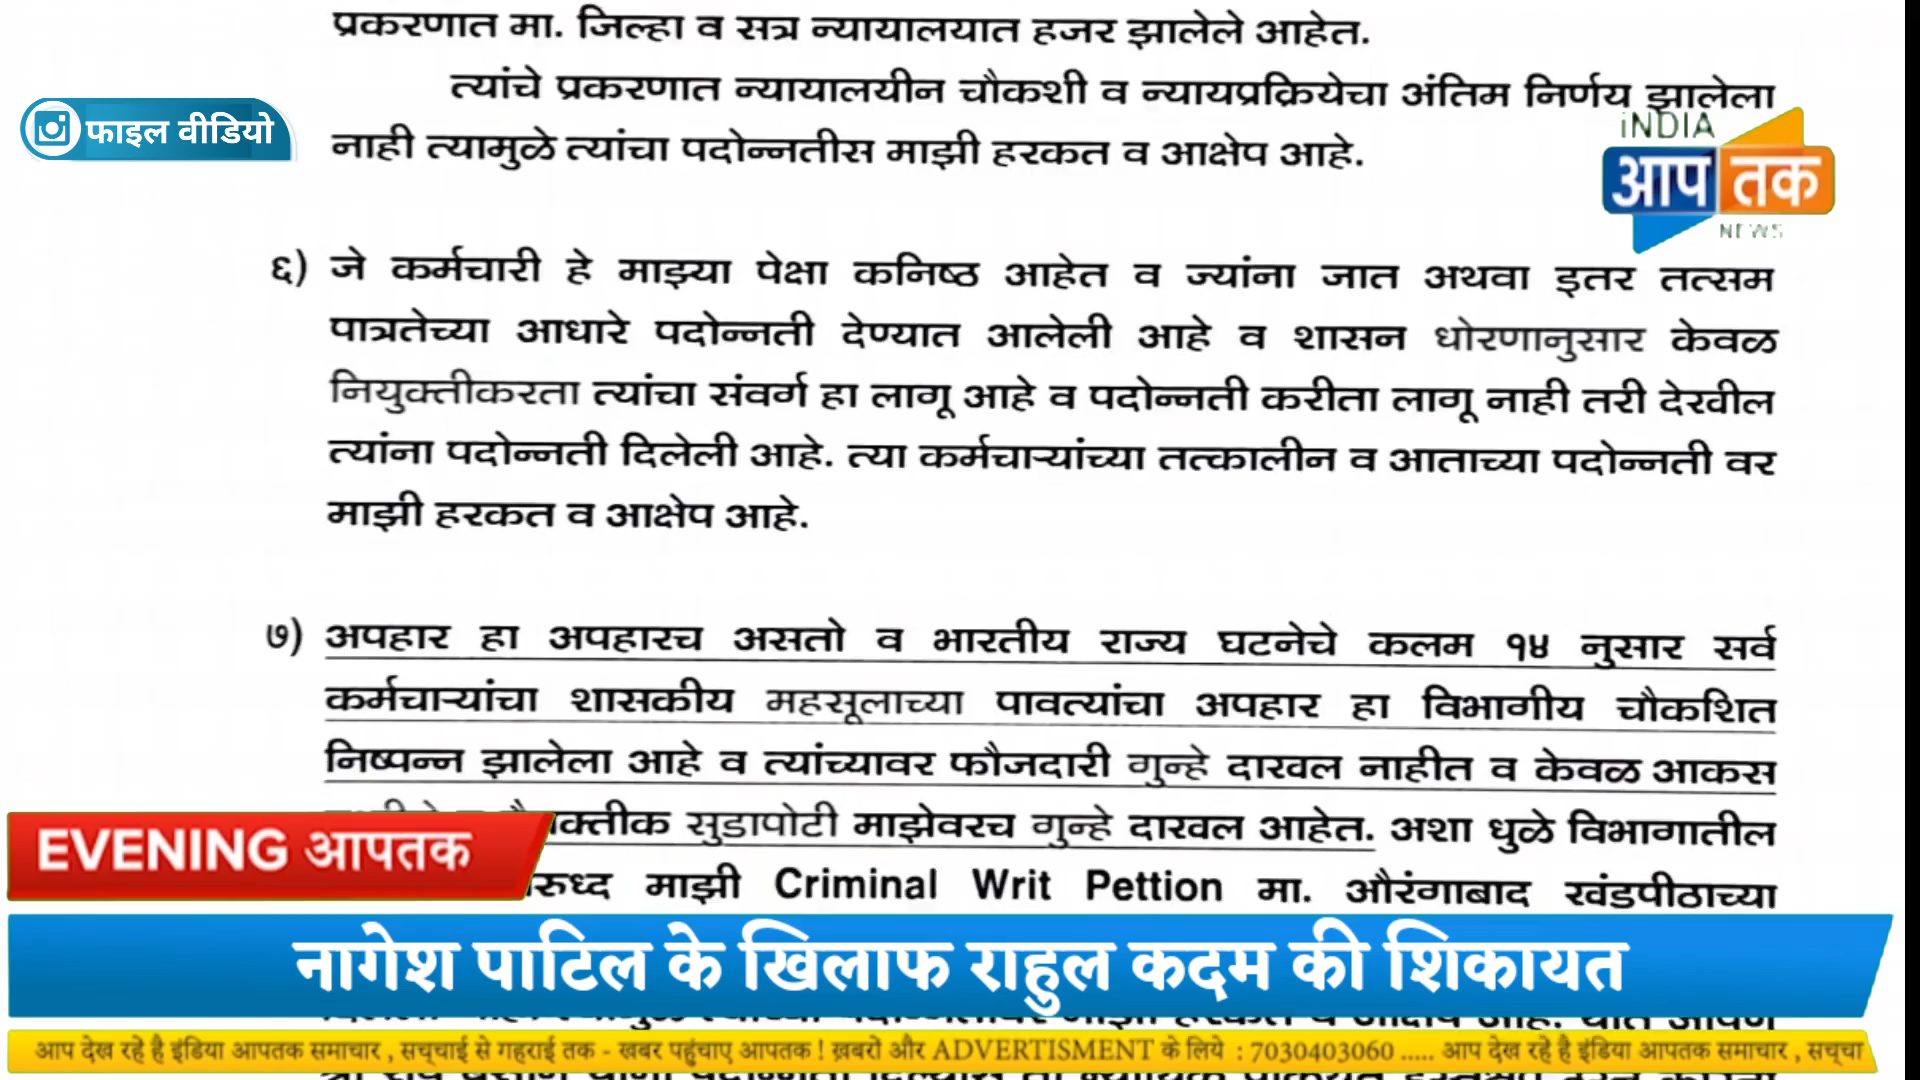 प्रकरणात मा. जिल्हा व सत्र न्यायालयात हजर झालेले आहेत.
त्यांचे प्रकरणात न्यायालयीन चौकशी व न्यायप्रक्रियेचा अंतिम निर्णय झालेला
नाही त्यामुळे त्यांचा पदोन्नतीस माझी हरकत व आक्षेप आहे.
फाइल वीडियो
iNDIA
आप तक
NEWS
६) जे कर्मचारी हे माझ्या पेक्षा कनिष्ठ आहेत व ज्यांना जात अथवा इतर तत्सम
पात्रतेच्या आधारे पदोन्नती देण्यात आलेली आहे व शासन धोरणानुसार केवळ
नियुक्तीकरता त्यांचा संवर्ग हा लागू आहे व पदोन्नती करीता लागू नाही तरी देखील
त्यांना पदोन्नती दिलेली आहे. त्या कर्मचाऱ्यांच्या तत्कालीन व आताच्या पदोन्नती वर
माझी हरकत व आक्षेप आहे.
७) अपहार हा अपहारच असतो व भारतीय राज्य घटनेचे कलम १४ नुसार सर्व
कर्मचाऱ्यांचा शासकीय महसूलाच्या पावत्यांचा अपहार हा विभागीय चौकशित
निष्पन्न झालेला आहे व त्यांच्यावर फौजदारी गुन्हे दाखल नाहीत व केवळ आकस
सुडापोटी माझेवरच गुन्हे दाखल आहेत. अशा धुळे विभागातील
माझी Criminal Writ Pettion मा. औरंगाबाद खंडपीठाच्या
EVENING आपतक
नागेश पाटिल के खिलाफ राहुल कदम की शिकायत
आप देख रहे है इंडिया आपतक समाचार , सच्चाई से गहराई तक - खबर पहुंचाए आपतक ! ख़बरों और ADVERTISMENT के लिये : 7030403060 ..... आप देख रहे है इंडिया आपतक समाचार , सच्चा